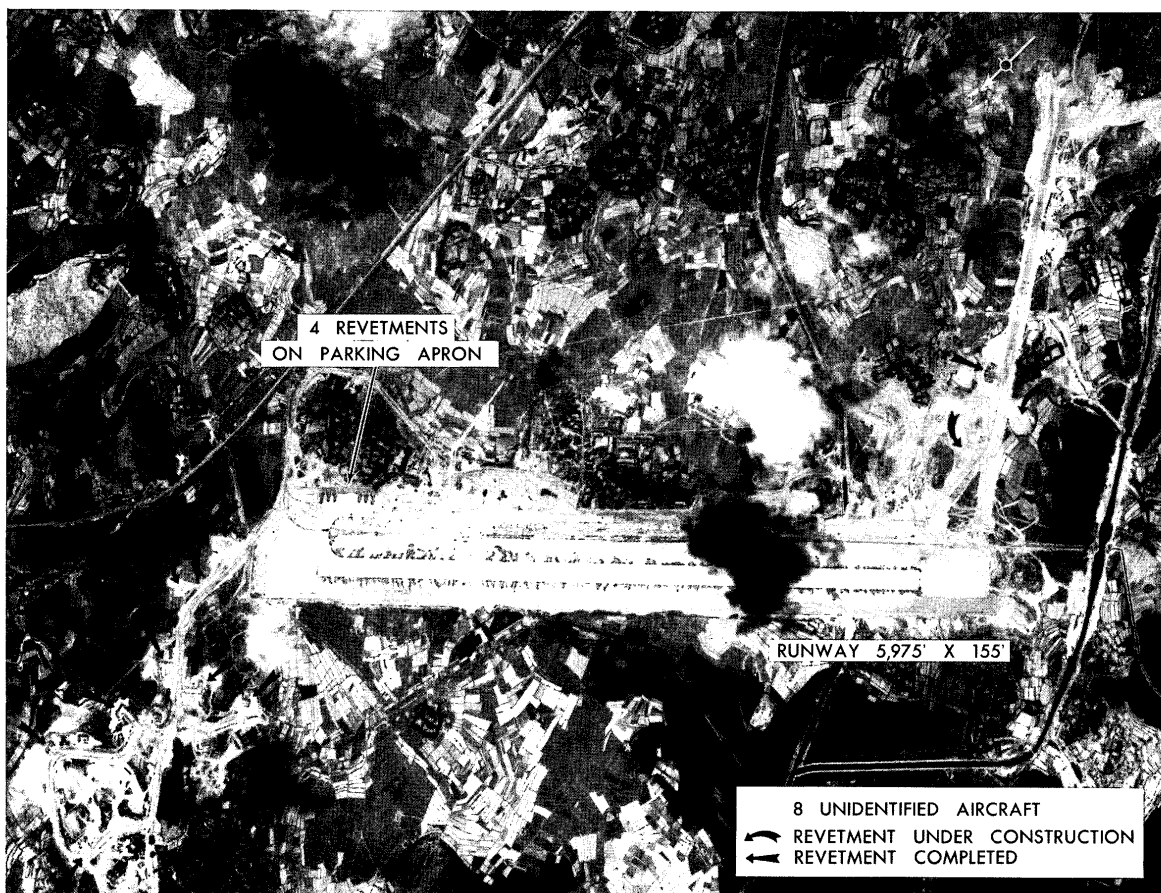 4 REVETMENTS
ON PARKING APRON
RUNWAY 5,975' X 155'
8 UNIDENTIFIED AIRCRAFT
REVETMENT UNDER CONSTRUCTION
REVETMENT COMPLETED